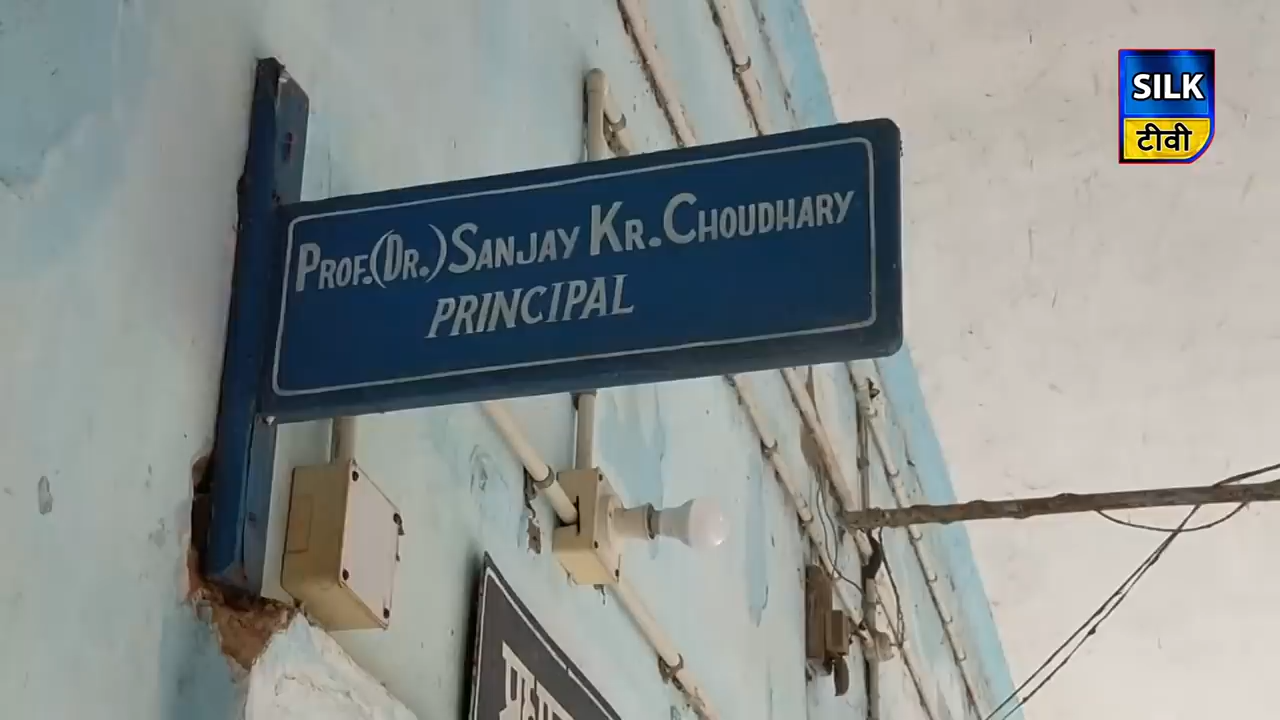 SILK
टीवी
PROF.(DR.) SANJAY KR. CHOUDHARY
PRINCIPAL